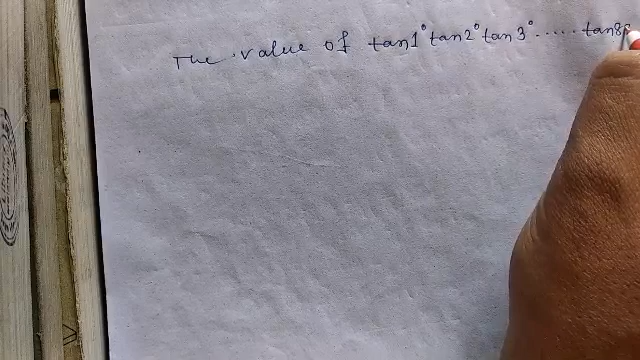 The value of tan1° tan2° tan3° ..... tan8